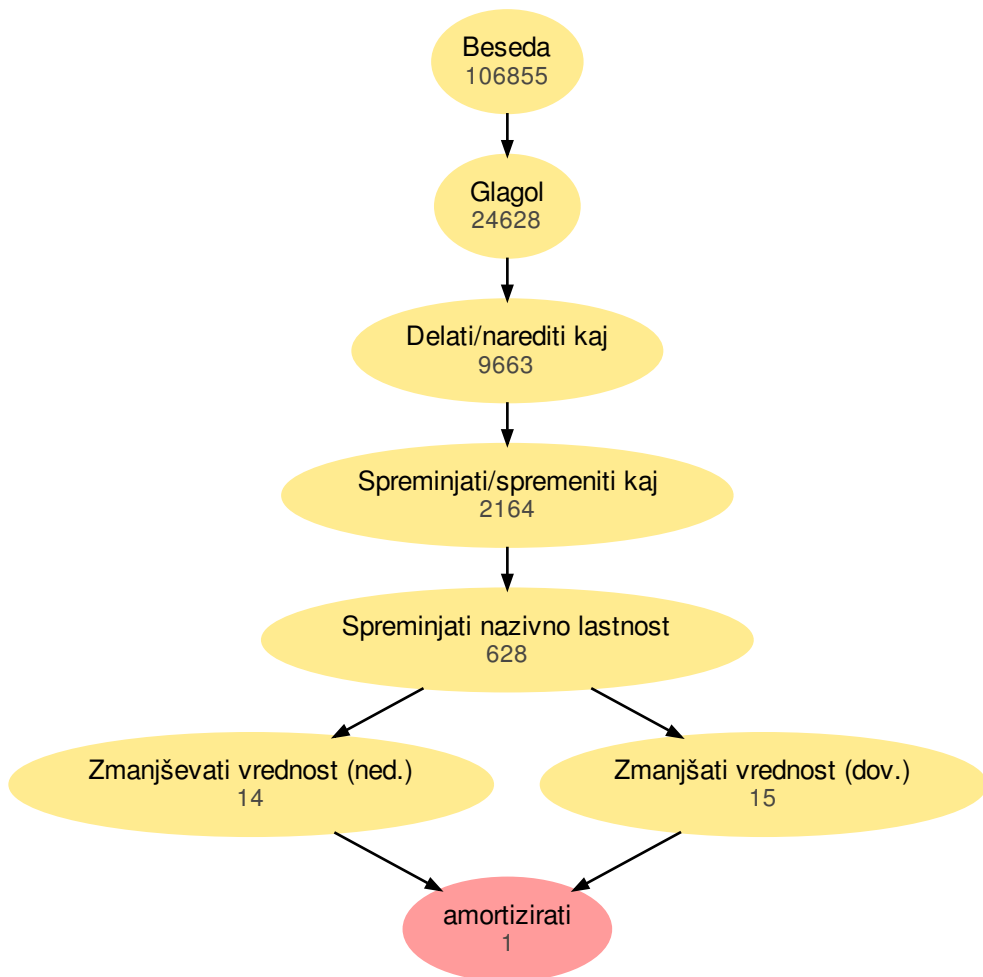 Beseda
106855
Glagol
24628
Delati/narediti kaj
9663
Spreminjati/spremeniti kaj
2164
Spreminjati nazivno lastnost
628
Zmanjševati vrednost (ned.)
14
Zmanjšati vrednost (dov.)
15
amortizirati
1